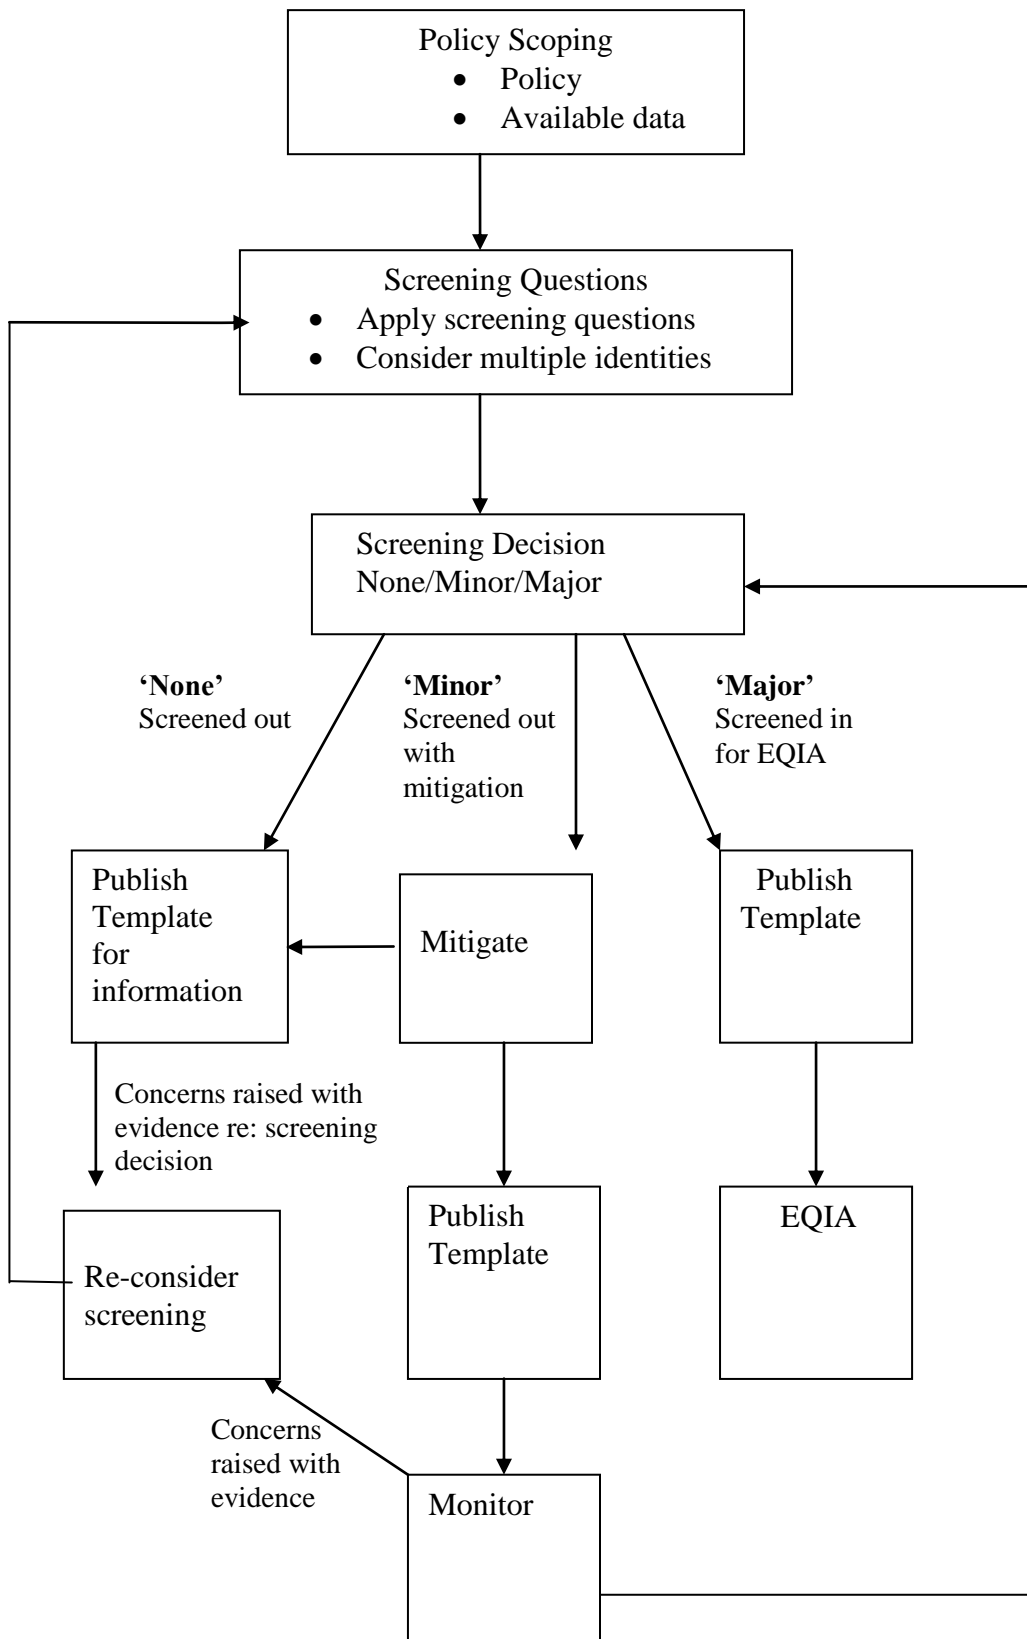 Policy Scoping
• Policy
• Available data
Screening Questions
• Apply screening questions
• Consider multiple identities
Screening Decision
None/Minor/Major
‘None’
Screened out
‘Minor’
Screened out
with
mitigation
‘Major’
Screened in
for EQIA
Publish
Template
for
information
Mitigate
Publish
Template
Concerns raised with
evidence re: screening
decision
Re-consider
screening
Publish
Template
EQIA
Concerns
raised with
evidence
Monitor